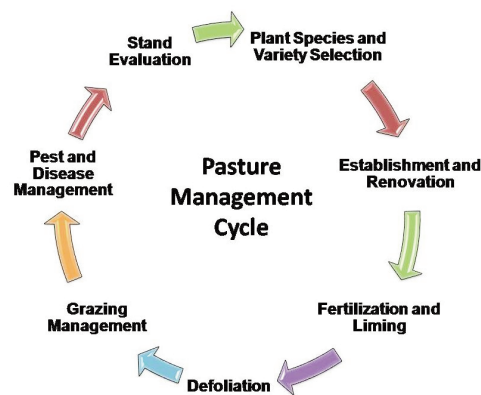 Stand
Evaluation
Plant Species and
Variety Selection
Establishment and
Renovation
Fertilization and
Liming
Defoliation
Grazing
Management
Pest and
Disease
Management
Pasture
Management
Cycle